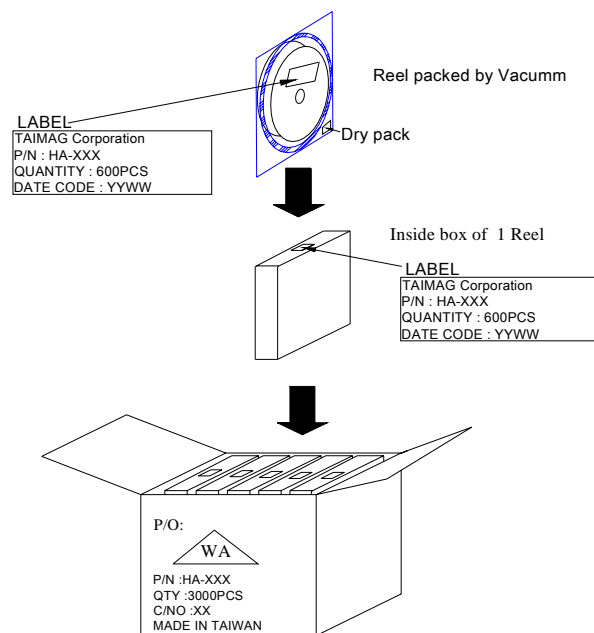 Reel packed by Vacumm
Dry pack
LABEL
TAIMAG Corporation
P/N : HA-XXX
QUANTITY : 600PCS
DATE CODE : YYWW
Inside box of 1 Reel
LABEL
TAIMAG Corporation
P/N : HA-XXX
QUANTITY : 600PCS
DATE CODE : YYWW
P/O:
WA
P/N :HA-XXX
QTY :3000PCS
C/NO :XX
MADE IN TAIWAN